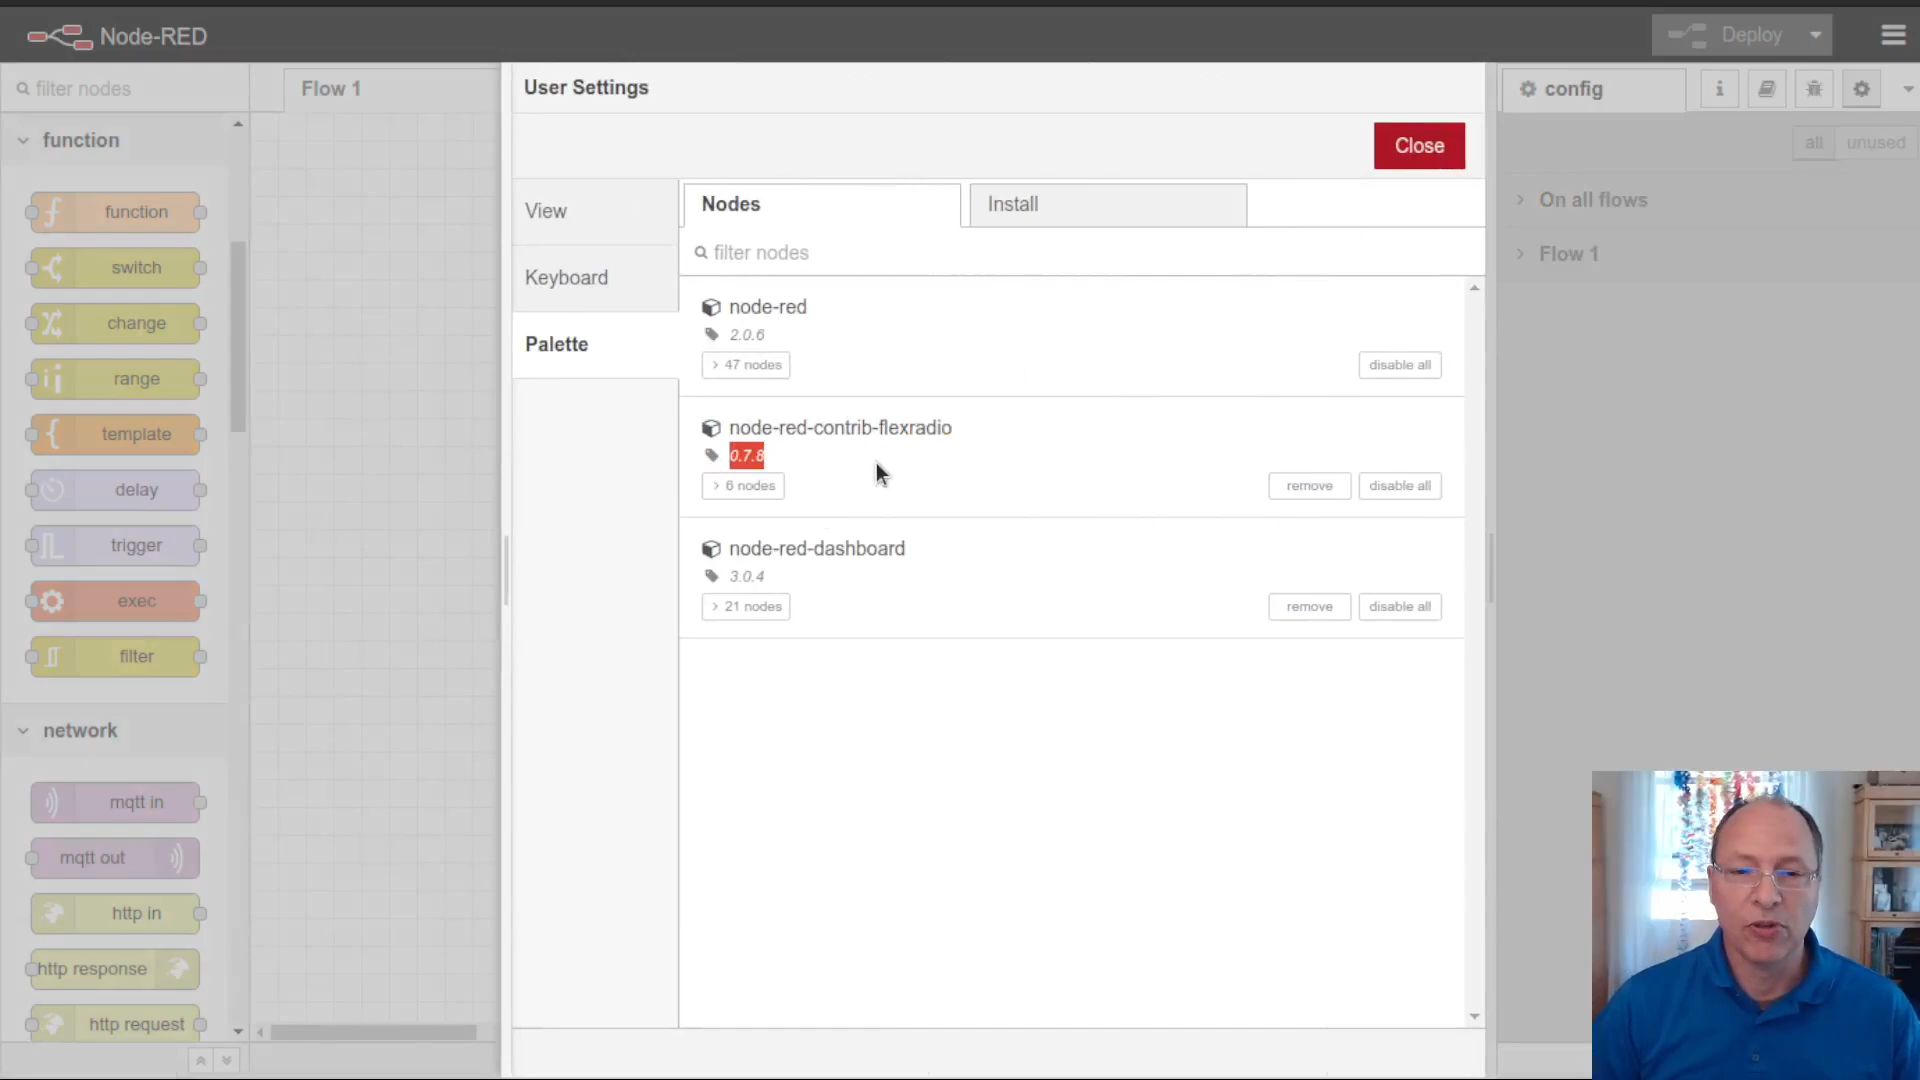 Node-RED
Deploy
filter nodes
Flow 1
User Settings
config
Close
all
unused
function
View
Nodes
Install
On all flows
function
filter nodes
Flow 1
switch
Keyboard
node-red
change
Palette
2.0.6
47 nodes
disable all
range
template
node-red-contrib-flexradio
0.7.8
6 nodes
remove
disable all
delay
trigger
node-red-dashboard
3.0.4
21 nodes
remove
disable all
exec
filter
network
mqtt in
mqtt out
http in
http response
http request